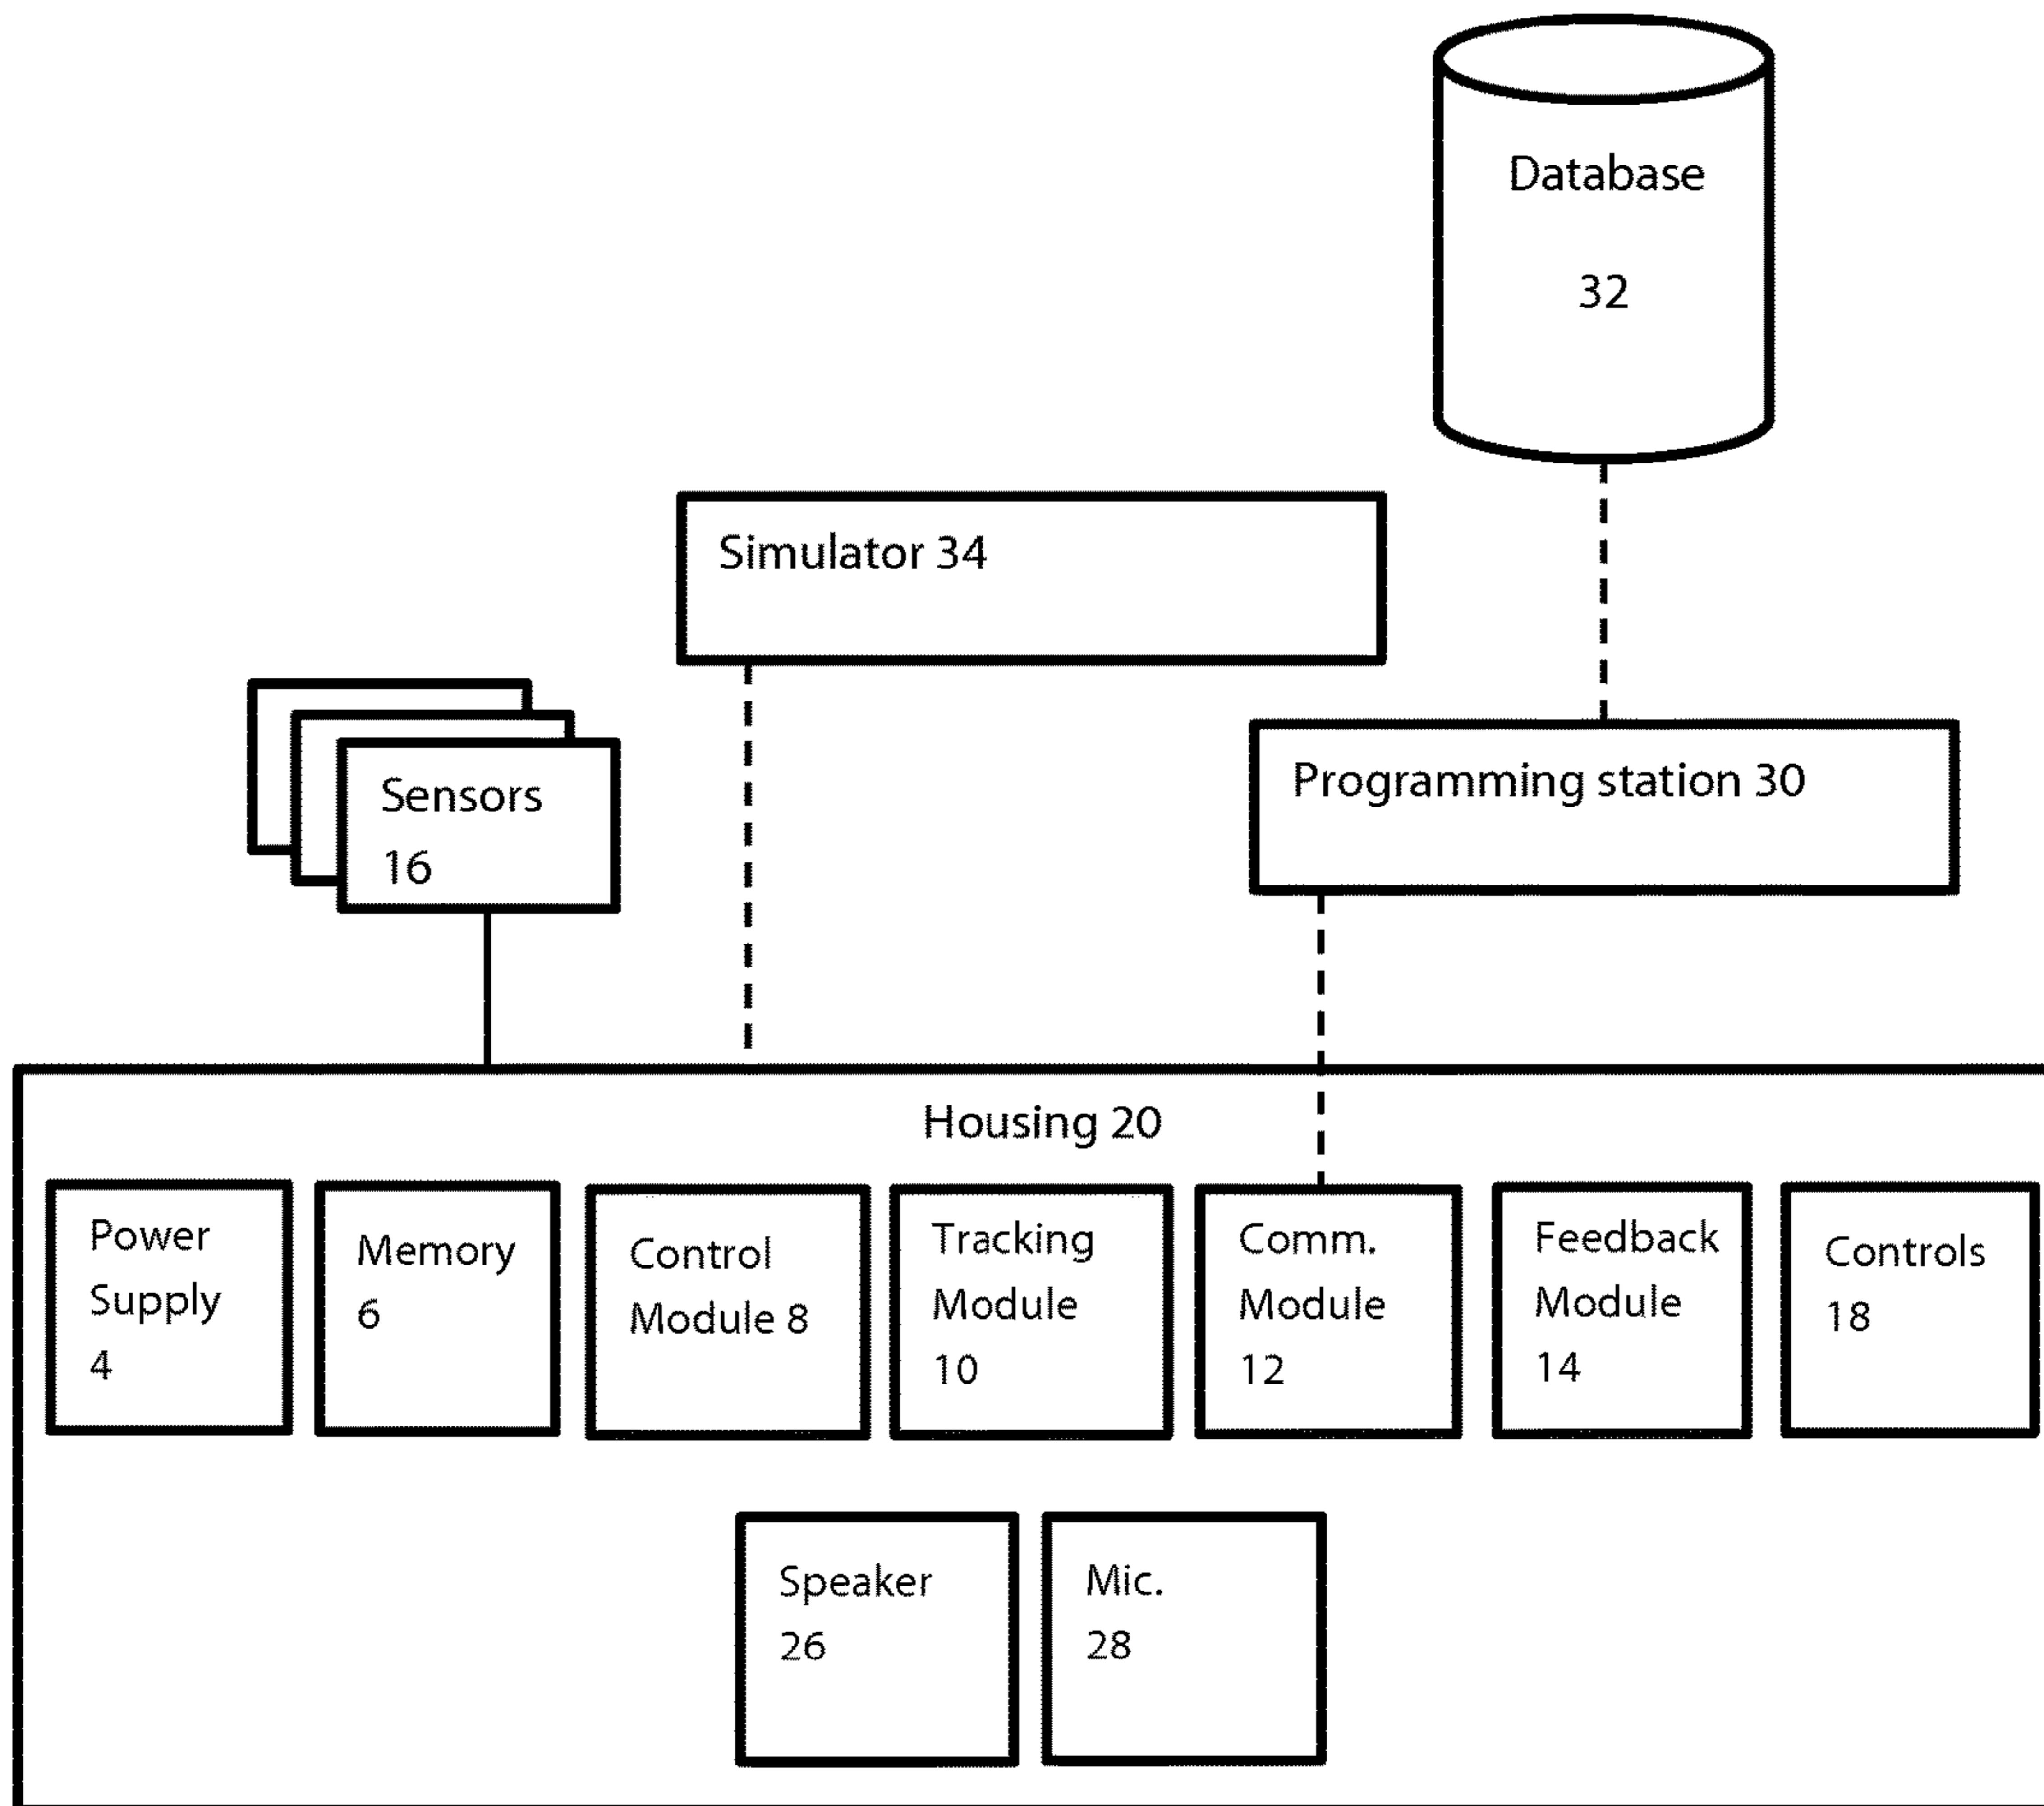 Database
32
Simulator 34
Sensors
16
Programming station 30
Housing 20
Power
Supply
4
Memory
6
Control
Module 8
Tracking
Module
10
Comm.
Module
12
Feedback
Module
14
Controls
18
Speaker
26
Mic.
28